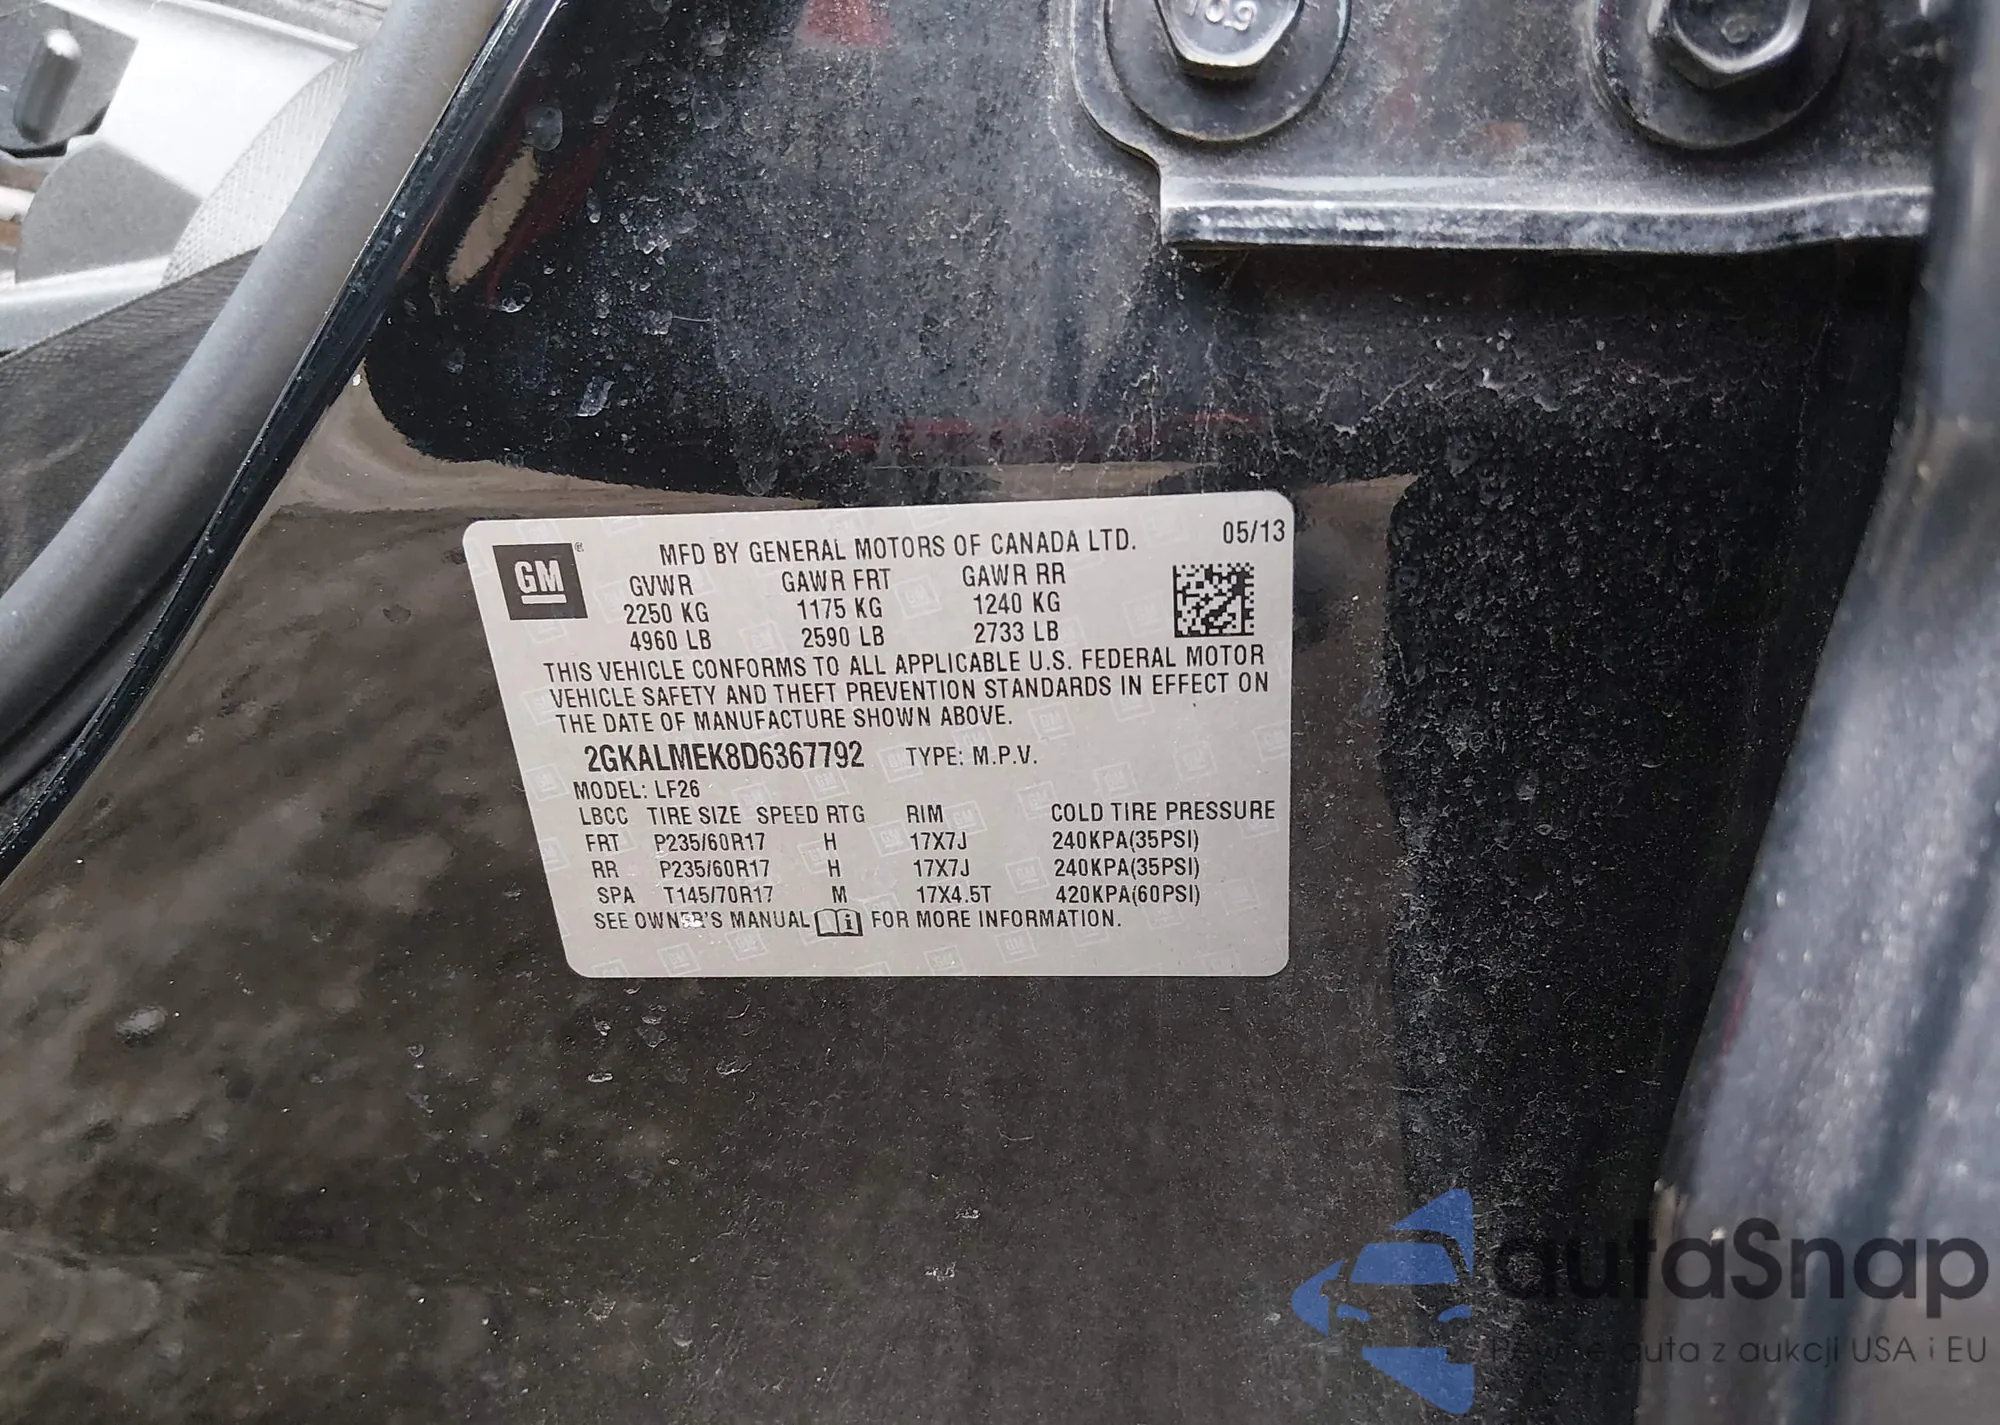 10.9
GM ®
MFD BY GENERAL MOTORS OF CANADA LTD. 05/13
GVWR GAWR FRT GAWR RR
2250 KG 1175 KG 1240 KG
4960 LB 2590 LB 2733 LB
THIS VEHICLE CONFORMS TO ALL APPLICABLE U.S. FEDERAL MOTOR
VEHICLE SAFETY AND THEFT PREVENTION STANDARDS IN EFFECT ON
THE DATE OF MANUFACTURE SHOWN ABOVE.
2GKALMEK8D6367792 TYPE: M.P.V.
MODEL: LF26
LBCC TIRE SIZE SPEED RTG RIM COLD TIRE PRESSURE
FRT P235/60R17 H 17X7J 240KPA(35PSI)
RR P235/60R17 H 17X7J 240KPA(35PSI)
SPA T145/70R17 M 17X4.5T 420KPA(60PSI)
SEE OWNER'S MANUAL i FOR MORE INFORMATION.
autaSnap
Pewne auta z aukcji USA i EU